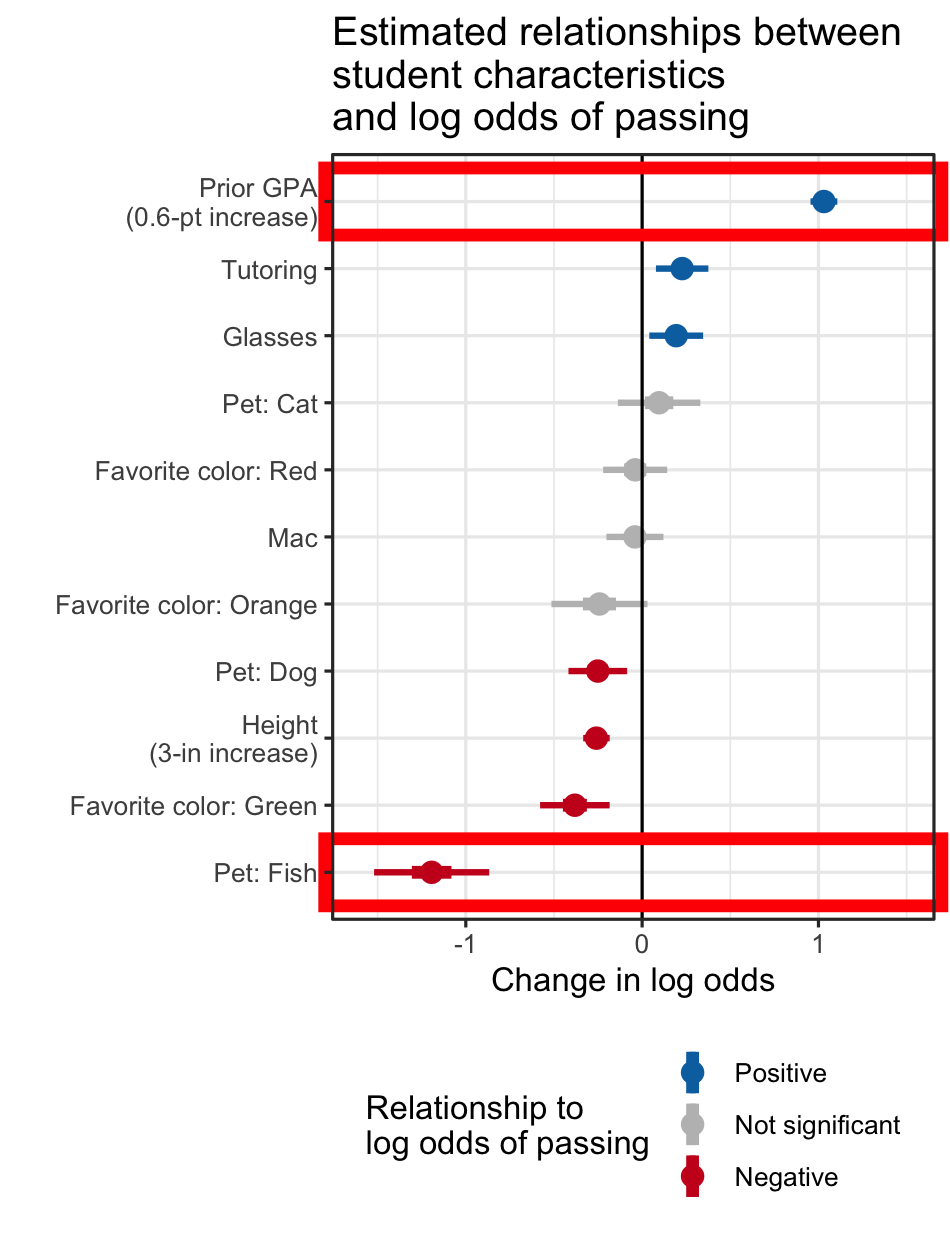 Estimated relationships between
student characteristics
and log odds of passing
Prior GPA
(0.6-pt increase)
Tutoring
Glasses
Pet: Cat
Favorite color: Red
Mac
Favorite color: Orange
Pet: Dog
Height
(3-in increase)
Favorite color: Green
Pet: Fish
-1 0 1
Change in log odds
Relationship to
log odds of passing
Positive
Not significant
Negative